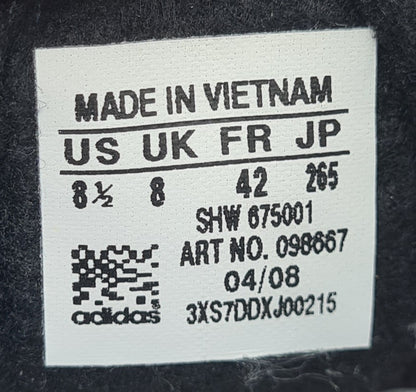 MADE IN VIETNAM
US UK FR JP
8½ 8 42 265
SHW 675001
ART NO. 098667
04/08
adidas 3XS7DDXJ00215